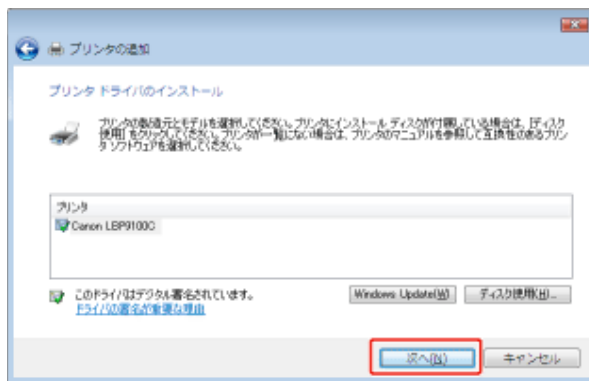 プリンタの追加
プリンタ ドライバのインストール
プリンタの製造元とモデルを選択してください。プリンタにインストール ディスクが付属している場合は、[ディスク
使用] をクリックしてください。プリンタが一覧にない場合は、プリンタのマニュアルを参照して互換性のあるプリン
タ ソフトウェアを選択してください。
プリンタ
Canon LBP9100C
このドライバはデジタル署名されています。
ドライバの署名が重要な理由
Windows Update(W)
ディスク使用(H)...
次へ(N)
キャンセル